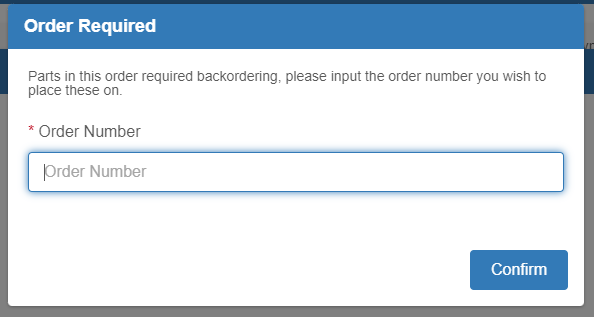 Order Required
Parts in this order required backordering, please input the order number you wish to
place these on.
* Order Number
Order Number
Confirm